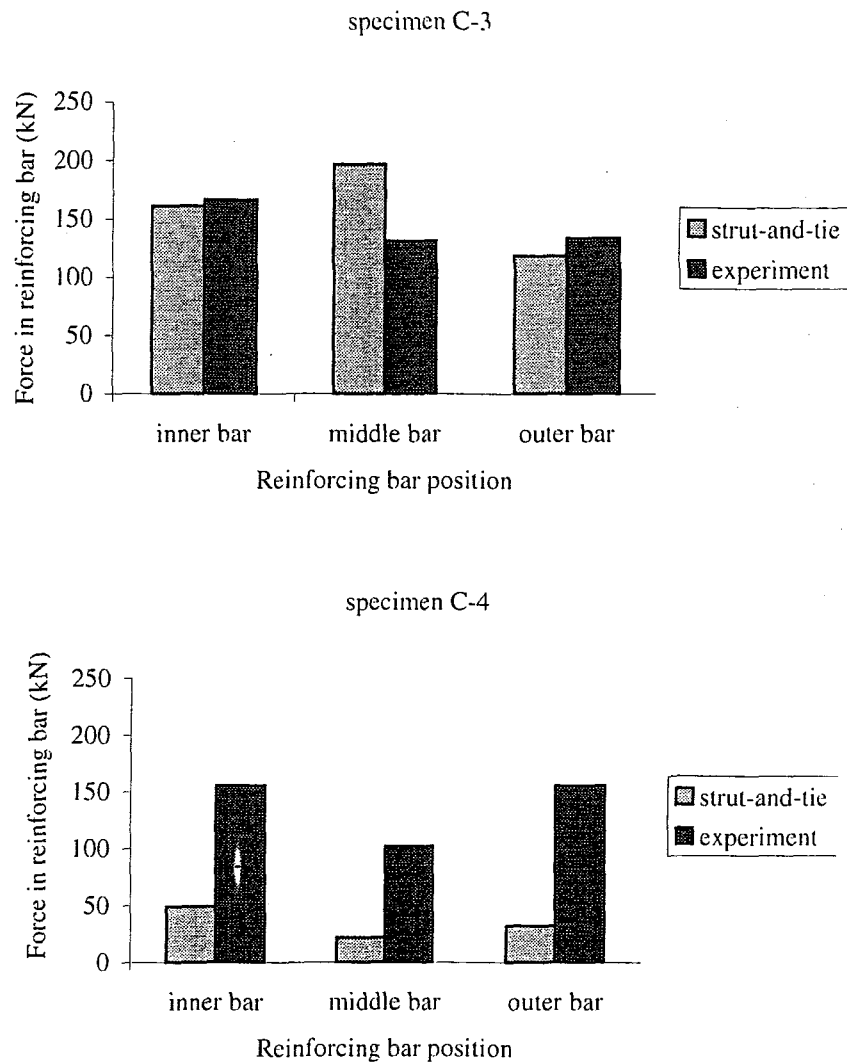 specimen C-3
Force in reinforcing bar (kN)
250
200
150
100
50
0
inner bar
middle bar
outer bar
Reinforcing bar position
strut-and-tie
experiment
specimen C-4
Force in reinforcing bar (kN)
250
200
150
100
50
0
inner bar
middle bar
outer bar
Reinforcing bar position
strut-and-tie
experiment